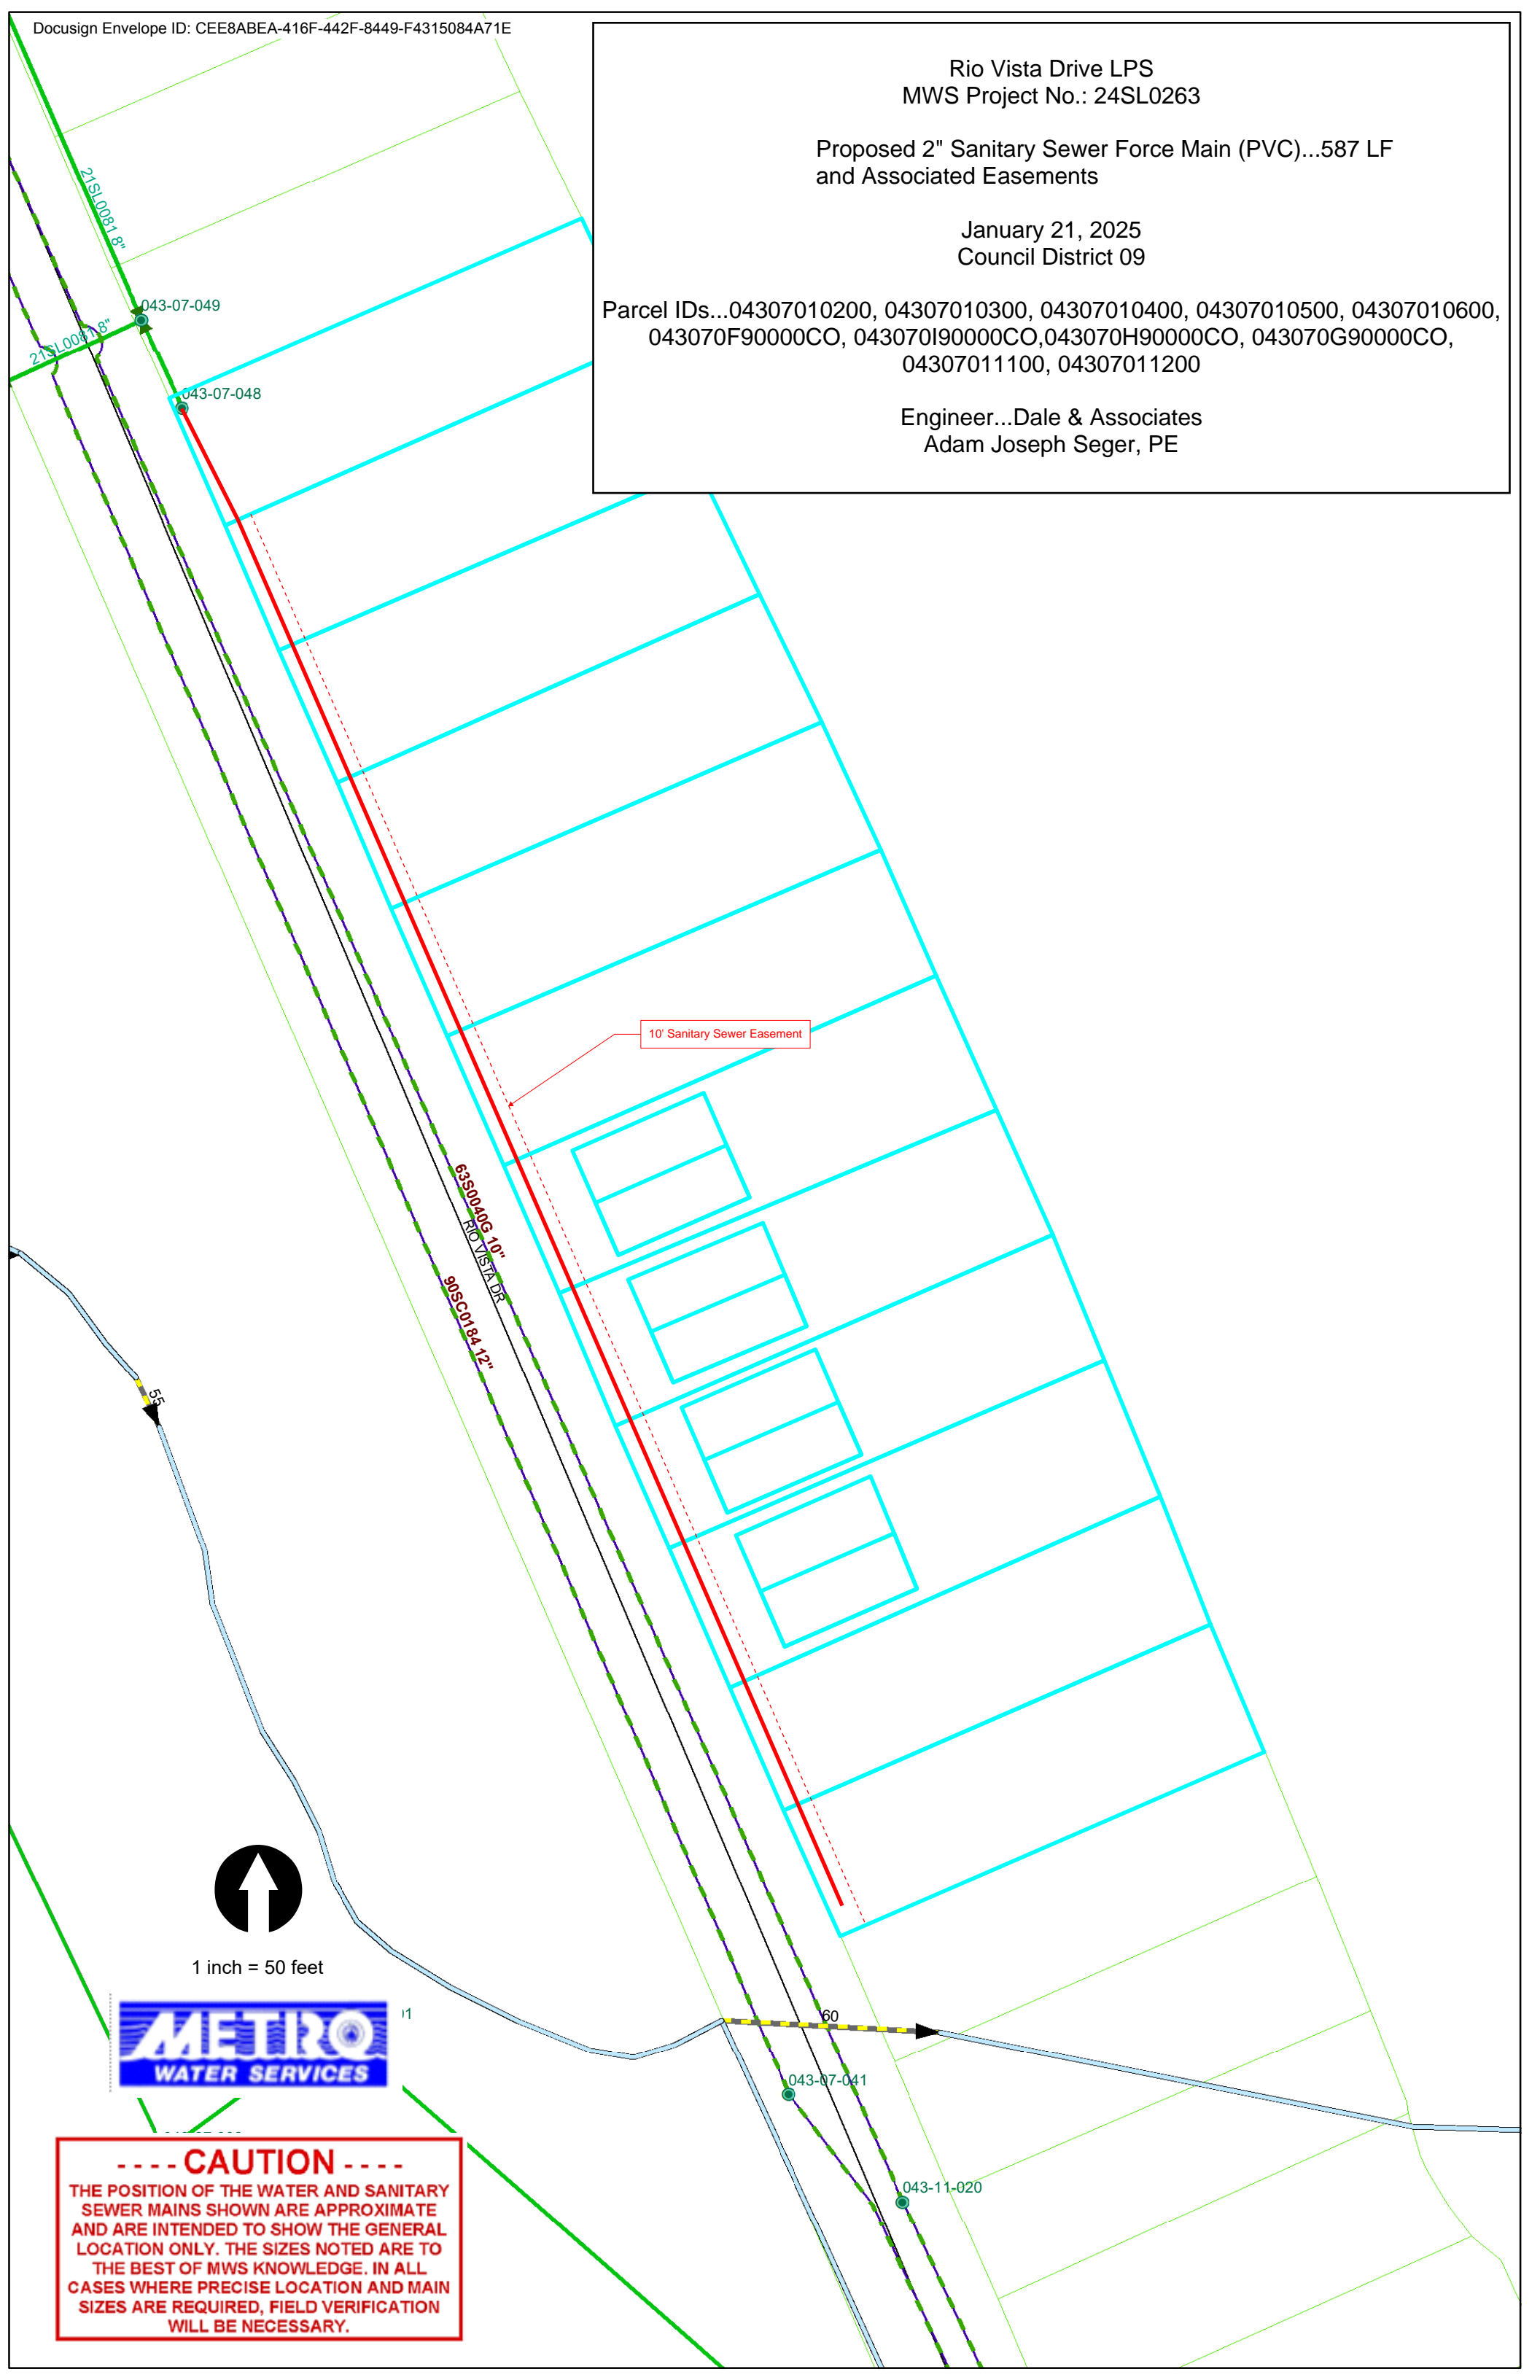 Docusign Envelope ID: CEE8ABEA-416F-442F-8449-F4315084A71E
Rio Vista Drive LPS
MWS Project No.: 24SL0263
Proposed 2" Sanitary Sewer Force Main (PVC)...587 LF
and Associated Easements
January 21, 2025
Council District 09
Parcel IDs...04307010200, 04307010300, 04307010400, 04307010500, 04307010600,
043070F90000CO, 043070I90000CO,043070H90000CO, 043070G90000CO,
04307011100, 04307011200
Engineer...Dale & Associates
Adam Joseph Seger, PE
21SL0081 8"
043-07-049
21SL0081 8"
043-07-048
10' Sanitary Sewer Easement
63S0040G 10"
RIO VISTA DR
90SC0184 12"
55
1 inch = 50 feet
METRO
WATER SERVICES
60
043-07-041
043-11-020
- - - - CAUTION - - - -
THE POSITION OF THE WATER AND SANITARY
SEWER MAINS SHOWN ARE APPROXIMATE
AND ARE INTENDED TO SHOW THE GENERAL
LOCATION ONLY. THE SIZES NOTED ARE TO
THE BEST OF MWS KNOWLEDGE. IN ALL
CASES WHERE PRECISE LOCATION AND MAIN
SIZES ARE REQUIRED, FIELD VERIFICATION
WILL BE NECESSARY.